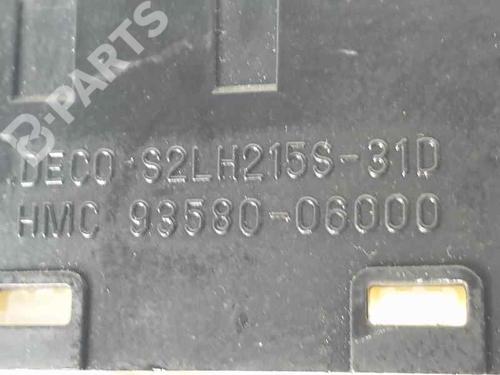 B-PARTS
DECO S2LH215S-31D
HMC 93580-06000